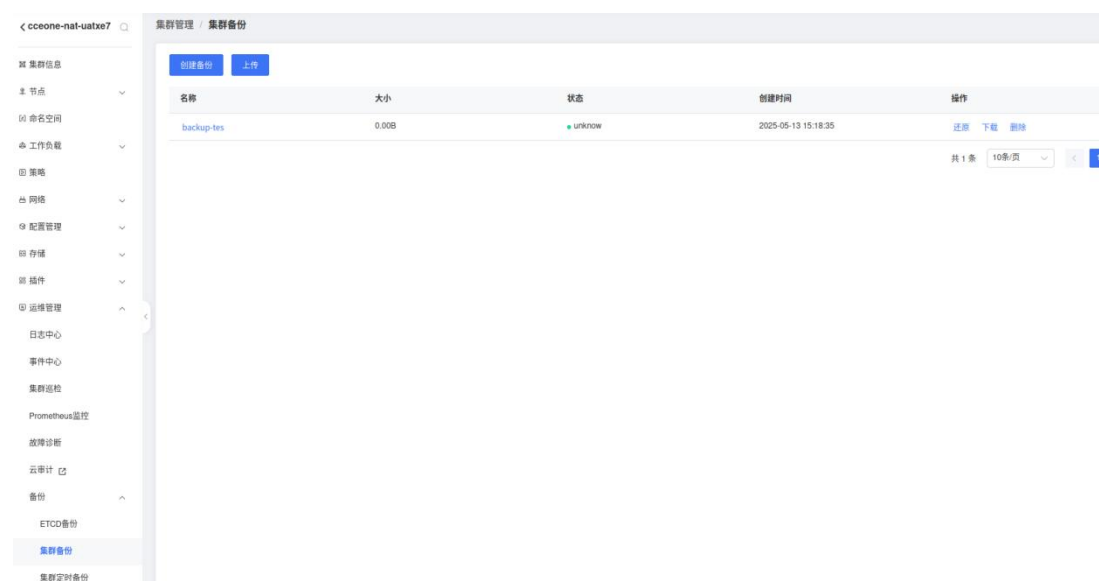 cceone-nat-uatxe7
集群管理 / 集群备份
集群信息
节点
命名空间
工作负载
策略
网络
配置管理
存储
插件
运维管理
日志中心
事件中心
集群巡检
Prometheus监控
故障诊断
云审计
备份
ETCD备份
集群备份
集群定时备份
创建备份 上传
名称 大小 状态 创建时间 操作
backup-tes 0.00B unknow 2025-05-13 15:18:35 还原 下载 删除
共 1 条 10条/页